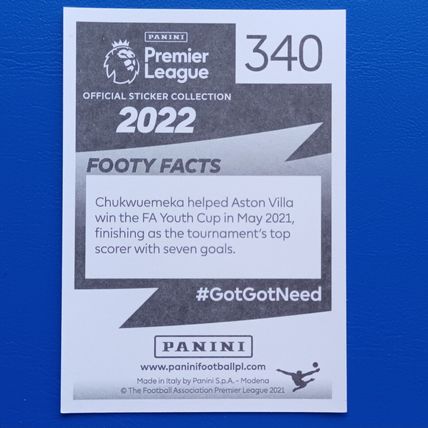 PANINI
Premier
League
340
OFFICIAL STICKER COLLECTION
2022
FOOTY FACTS
Chukwuemeka helped Aston Villa
win the FA Youth Cup in May 2021,
finishing as the tournament's top
scorer with seven goals.
#GotGotNeed
PANINI
www.paninifootballpl.com
Made in Italy by Panini S.p.A. - Modena
© The Football Association Premier League 2021